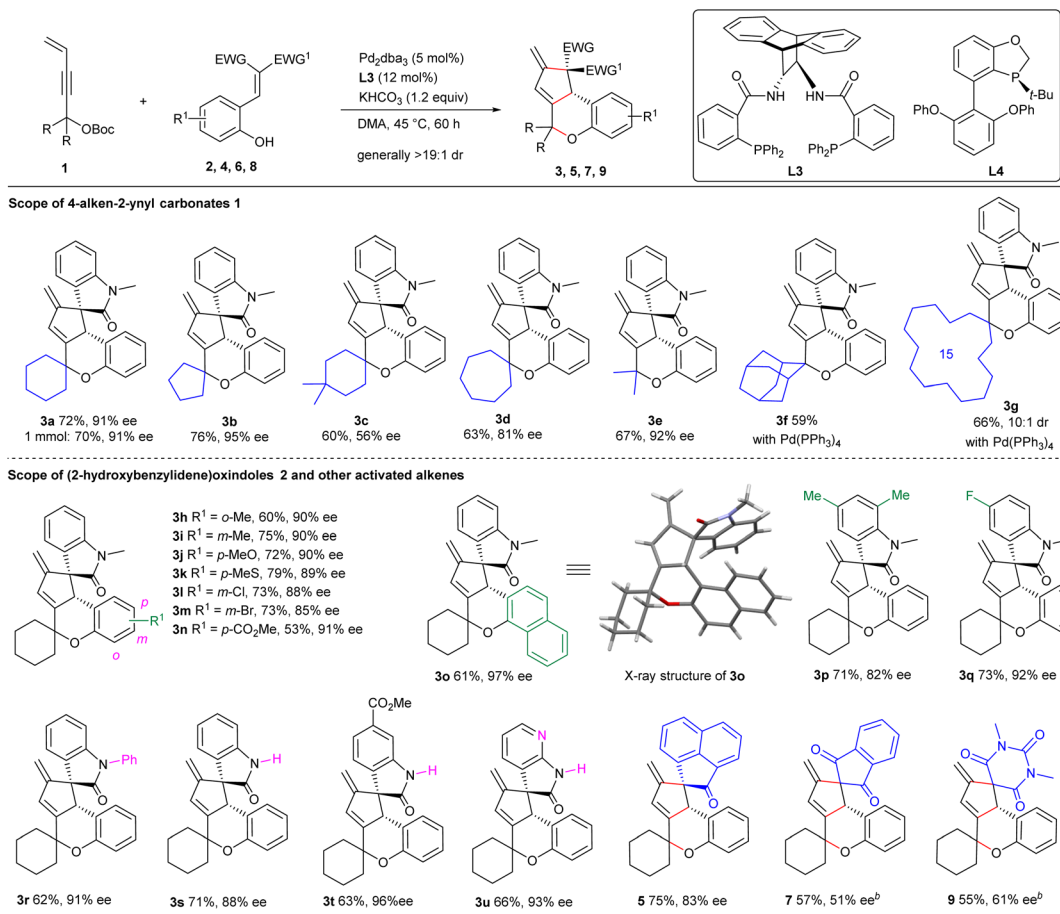 OBoc
R
R
1
+
EWG
EWG¹
R¹
OH
2, 4, 6, 8
Pd₂dba₃ (5 mol%)
L3 (12 mol%)
KHCO₃ (1.2 equiv)
DMA, 45 °C, 60 h
generally >19:1 dr
EWG
EWG¹
R
R
O
R¹
3, 5, 7, 9
O
NH
HN
O
PPh₂
Ph₂P
L3
O
P
t-Bu
OPh
PhO
L4
Scope of 4-alken-2-ynyl carbonates 1
N
O
O
3a 72%, 91% ee
1 mmol: 70%, 91% ee
N
O
O
3b
76%, 95% ee
N
O
O
3c
60%, 56% ee
N
O
O
3d
63%, 81% ee
N
O
O
3e
67%, 92% ee
N
O
O
3f 59%
with Pd(PPh₃)₄
N
O
O
15
3g
66%, 10:1 dr
with Pd(PPh₃)₄
Scope of (2-hydroxybenzylidene)oxindoles 2 and other activated alkenes
N
O
O
p
R¹
m
o
3h R¹ = o-Me, 60%, 90% ee
3i R¹ = m-Me, 75%, 90% ee
3j R¹ = p-MeO, 72%, 90% ee
3k R¹ = p-MeS, 79%, 89% ee
3l R¹ = m-Cl, 73%, 88% ee
3m R¹ = m-Br, 73%, 85% ee
3n R¹ = p-CO₂Me, 53%, 91% ee
N
O
O
3o 61%, 97% ee
X-ray structure of 3o
Me
Me
N
O
O
3p 71%, 82% ee
F
N
O
O
3q 73%, 92% ee
N-Ph
O
O
3r 62%, 91% ee
N-H
O
O
3s 71%, 88% ee
CO₂Me
N-H
O
O
3t 63%, 96%ee
N
N-H
O
O
3u 66%, 93% ee
O
O
5 75%, 83% ee
O
O
O
7 57%, 51% eeᵇ
N
O
O
N
O
O
9 55%, 61% eeᵇ